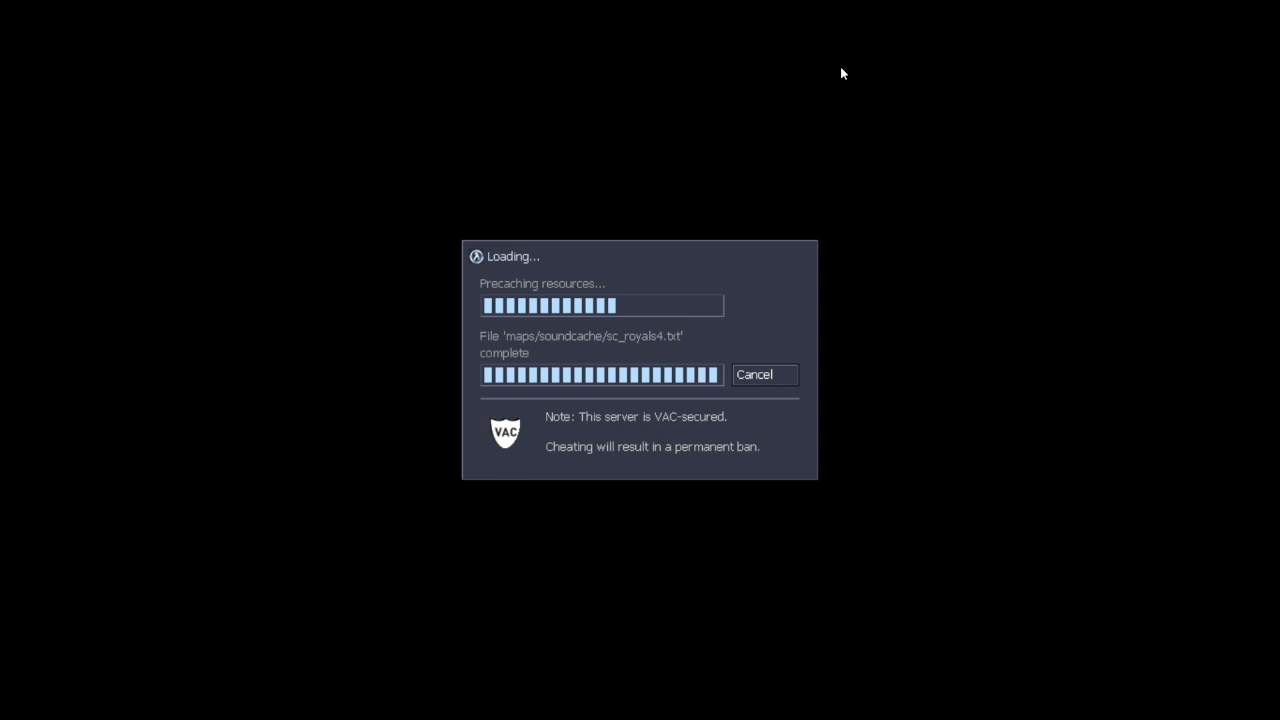 Loading...
Precaching resources...
File 'maps/soundcache/sc_royals4.txt'
complete
Cancel
VAC
Note: This server is VAC-secured.
Cheating will result in a permanent ban.